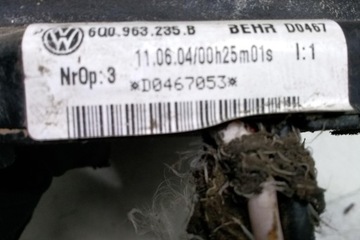 6Q0.963.235.B BEHR D0467
11.06.04/00h25m01s I:1
NrOp:3 *D0467053*